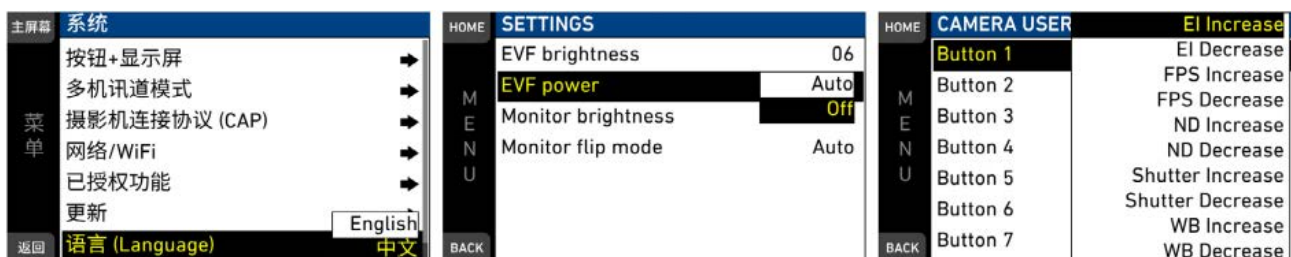 主屏幕
系统
按钮+显示屏
多机讯道模式
摄影机连接协议 (CAP)
网络/WiFi
已授权功能
更新
语言 (Language)
English
中文
菜单
返回
HOME
SETTINGS
EVF brightness 06
EVF power Auto
Off
Monitor brightness
Monitor flip mode Auto
MENU
BACK
HOME
CAMERA USER
Button 1
Button 2
Button 3
Button 4
Button 5
Button 6
Button 7
MENU
BACK
EI Increase
EI Decrease
FPS Increase
FPS Decrease
ND Increase
ND Decrease
Shutter Increase
Shutter Decrease
WB Increase
WB Decrease